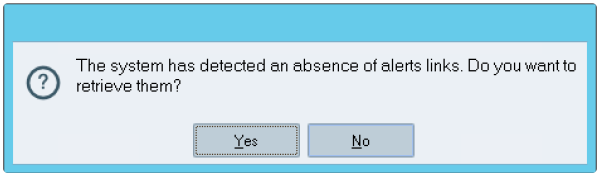 ?
The system has detected an absence of alerts links. Do you want to
retrieve them?
Yes
No